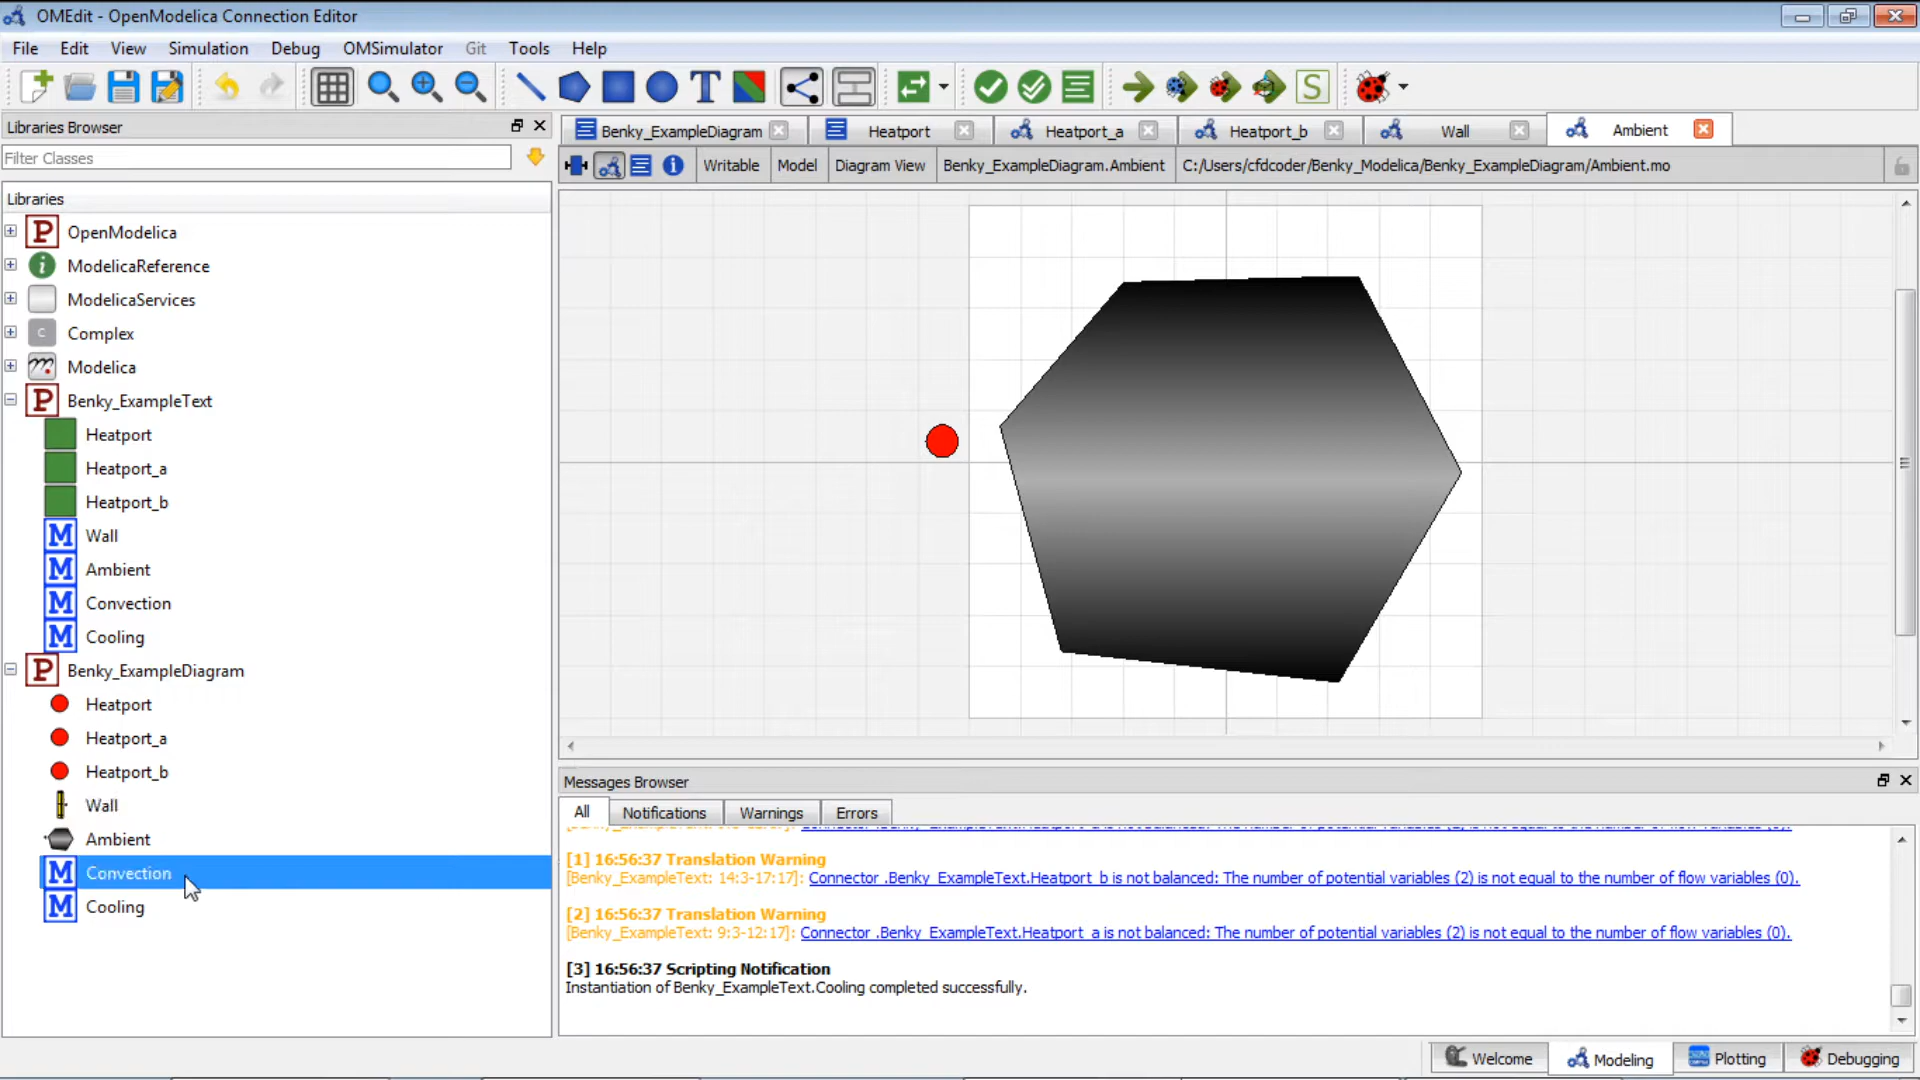 OMEdit - OpenModelica Connection Editor
File Edit View Simulation Debug OMSimulator Git Tools Help
T S
Libraries Browser
Filter Classes
Libraries
P OpenModelica
i ModelicaReference
ModelicaServices
C Complex
Modelica
P Benky_ExampleText
Heatport
Heatport_a
Heatport_b
M Wall
M Ambient
M Convection
M Cooling
P Benky_ExampleDiagram
Heatport
Heatport_a
Heatport_b
Wall
Ambient
M Convection
M Cooling
Benky_ExampleDiagram Heatport Heatport_a Heatport_b Wall Ambient
Writable Model Diagram View Benky_ExampleDiagram.Ambient C:/Users/cfdcoder/Benky_Modelica/Benky_ExampleDiagram/Ambient.mo
Messages Browser
All Notifications Warnings Errors
[1] 16:56:37 Translation Warning
[Benky_ExampleText: 14:3-17:17]: Connector .Benky_ExampleText.Heatport_b is not balanced: The number of potential variables (2) is not equal to the number of flow variables (0).
[2] 16:56:37 Translation Warning
[Benky_ExampleText: 9:3-12:17]: Connector .Benky_ExampleText.Heatport_a is not balanced: The number of potential variables (2) is not equal to the number of flow variables (0).
[3] 16:56:37 Scripting Notification
Instantiation of Benky_ExampleText.Cooling completed successfully.
Welcome Modeling Plotting Debugging